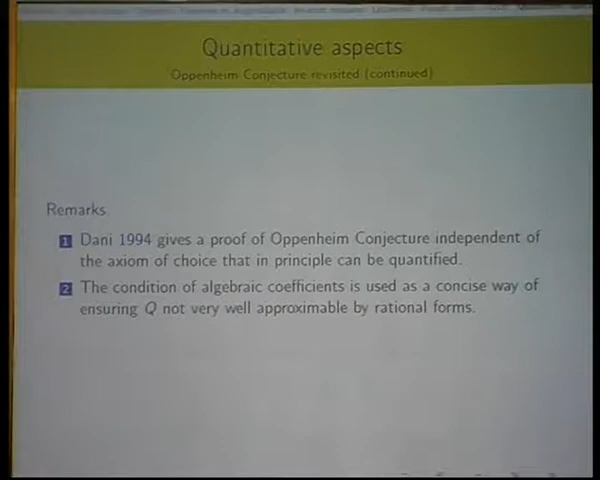 Quantitative aspects
Oppenheim Conjecture revisited (continued)
Remarks
1 Dani 1994 gives a proof of Oppenheim Conjecture independent of
the axiom of choice that in principle can be quantified.
2 The condition of algebraic coefficients is used as a concise way of
ensuring Q not very well approximable by rational forms.